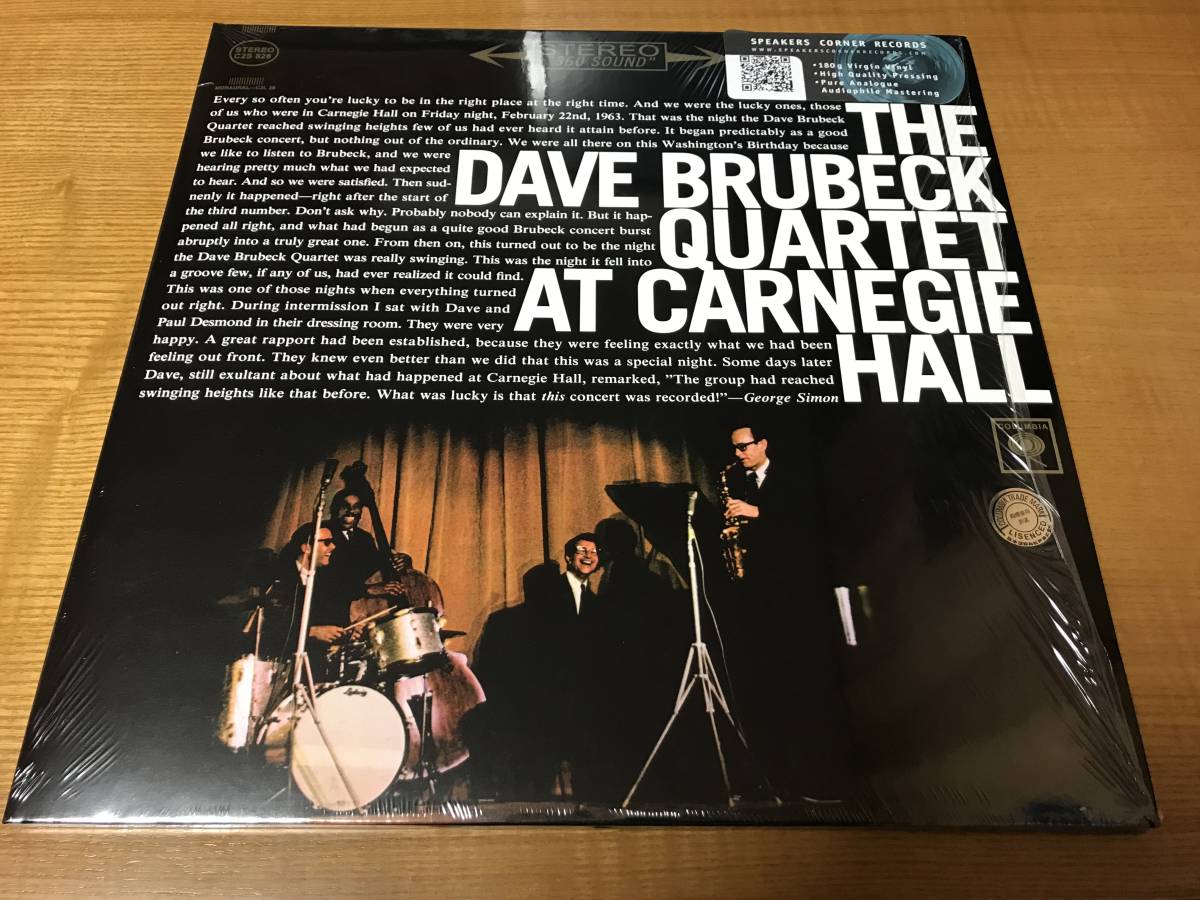 STEREO
C2S 826
MONAURAL—C2L 26
STEREO
"360 SOUND"
SPEAKERS CORNER RECORDS
WWW.SPEAKERSCORNERRECORDS.COM
•180g Virgin Vinyl
•High Quality Pressing
•Pure Analogue
Audiophile Mastering
Every so often you're lucky to be in the right place at the right time. And we were the lucky ones, those
of us who were in Carnegie Hall on Friday night, February 22nd, 1963. That was the night the Dave Brubeck
Quartet reached swinging heights few of us had ever heard it attain before. It began predictably as a good
Brubeck concert, but nothing out of the ordinary. We were all there on this Washington's Birthday because
we like to listen to Brubeck, and we were
hearing pretty much what we had expected
to hear. And so we were satisfied. Then sud-
nenly it happened—right after the start of
the third number. Don't ask why. Probably nobody can explain it. But it hap-
pened all right, and what had begun as a quite good Brubeck concert burst
abruptly into a truly great one. From then on, this turned out to be the night
the Dave Brubeck Quartet was really swinging. This was the night it fell into
a groove few, if any of us, had ever realized it could find.
This was one of those nights when everything turned
out right. During intermission I sat with Dave and
Paul Desmond in their dressing room. They were very
happy. A great rapport had been established, because they were feeling exactly what we had been
feeling out front. They knew even better than we did that this was a special night. Some days later
Dave, still exultant about what had happened at Carnegie Hall, remarked, "The group had reached
swinging heights like that before. What was lucky is that this concert was recorded!"—George Simon
THE
DAVE BRUBECK
QUARTET
AT CARNEGIE
HALL
COLUMBIA
COLUMBIA TRADE MARK
LISENCED
Ludwig